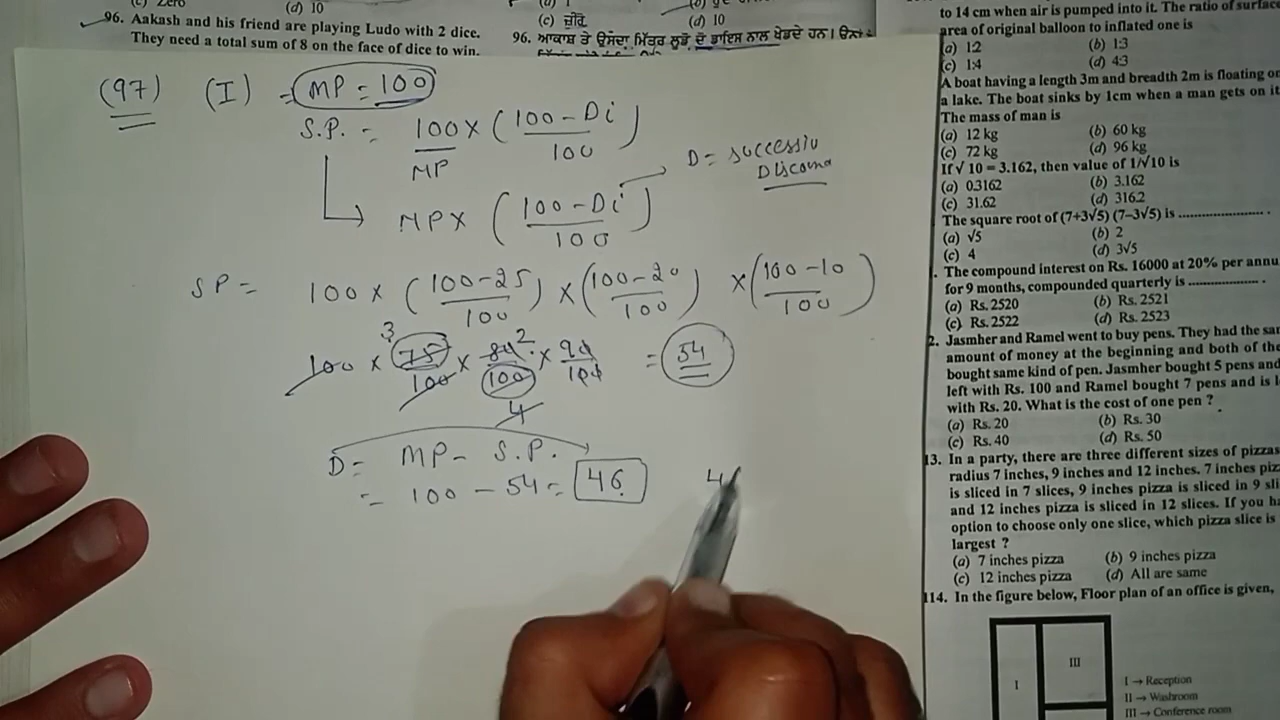 (d) 10
96. Aakash and his friend are playing Ludo with 2 dice.
They need a total sum of 8 on the face of dice to win.
(c) ਜ਼ੀਰੋ (d) 10
96. ਆਕਾਸ਼ ਤੇ ਉਸਦਾ ਮਿੱਤਰ ਲੁਡੋ ਦੋ ਡਾਇਸ ਨਾਲ ਖੇਡਦੇ ਹਨ।
(97) (I) = MP = 100
S.P. = 100 × (100 - Di / 100)
MP
D = successiv
MP × (100 - Di / 100)
SP = 100 × (100-25 / 100) × (100-20 / 100) × (100-10 / 100)
3 2
100 × 75/100 × 80/100 × 90/100 = 54
4
D = MP - S.P.
= 100 - 54 = 46
4
to 14 cm when air is pumped into it. The ratio of surface
area of original balloon to inflated one is
(a) 1:2 (b) 1:3
(c) 1:4 (d) 4:3
A boat having a length 3m and breadth 2m is floating on
a lake. The boat sinks by 1cm when a man gets on it
The mass of man is
(a) 12 kg (b) 60 kg
(c) 72 kg (d) 96 kg
If √10 = 3.162, then value of 1/√10 is
(a) 0.3162 (b) 3.162
(c) 31.62 (d) 316.2
The square root of (7+3√5) (7-3√5) is ........................ .
(a) √5 (b) 2
(c) 4 (d) 3√5
. The compound interest on Rs. 16000 at 20% per annu
for 9 months, compounded quarterly is .................. .
(a) Rs. 2520 (b) Rs. 2521
(c) Rs. 2522 (d) Rs. 2523
2. Jasmher and Ramel went to buy pens. They had the sam
amount of money at the beginning and both of the
bought same kind of pen. Jasmher bought 5 pens and
left with Rs. 100 and Ramel bought 7 pens and is l
with Rs. 20. What is the cost of one pen ?
(a) Rs. 20 (b) Rs. 30
(c) Rs. 40 (d) Rs. 50
13. In a party, there are three different sizes of pizzas
radius 7 inches, 9 inches and 12 inches. 7 inches piz
is sliced in 7 slices, 9 inches pizza is sliced in 9 sli
and 12 inches pizza is sliced in 12 slices. If you ha
option to choose only one slice, which pizza slice is
largest ?
(a) 7 inches pizza (b) 9 inches pizza
(c) 12 inches pizza (d) All are same
114. In the figure below, Floor plan of an office is given,
I III
I → Reception
II → Washroom
III → Conference room